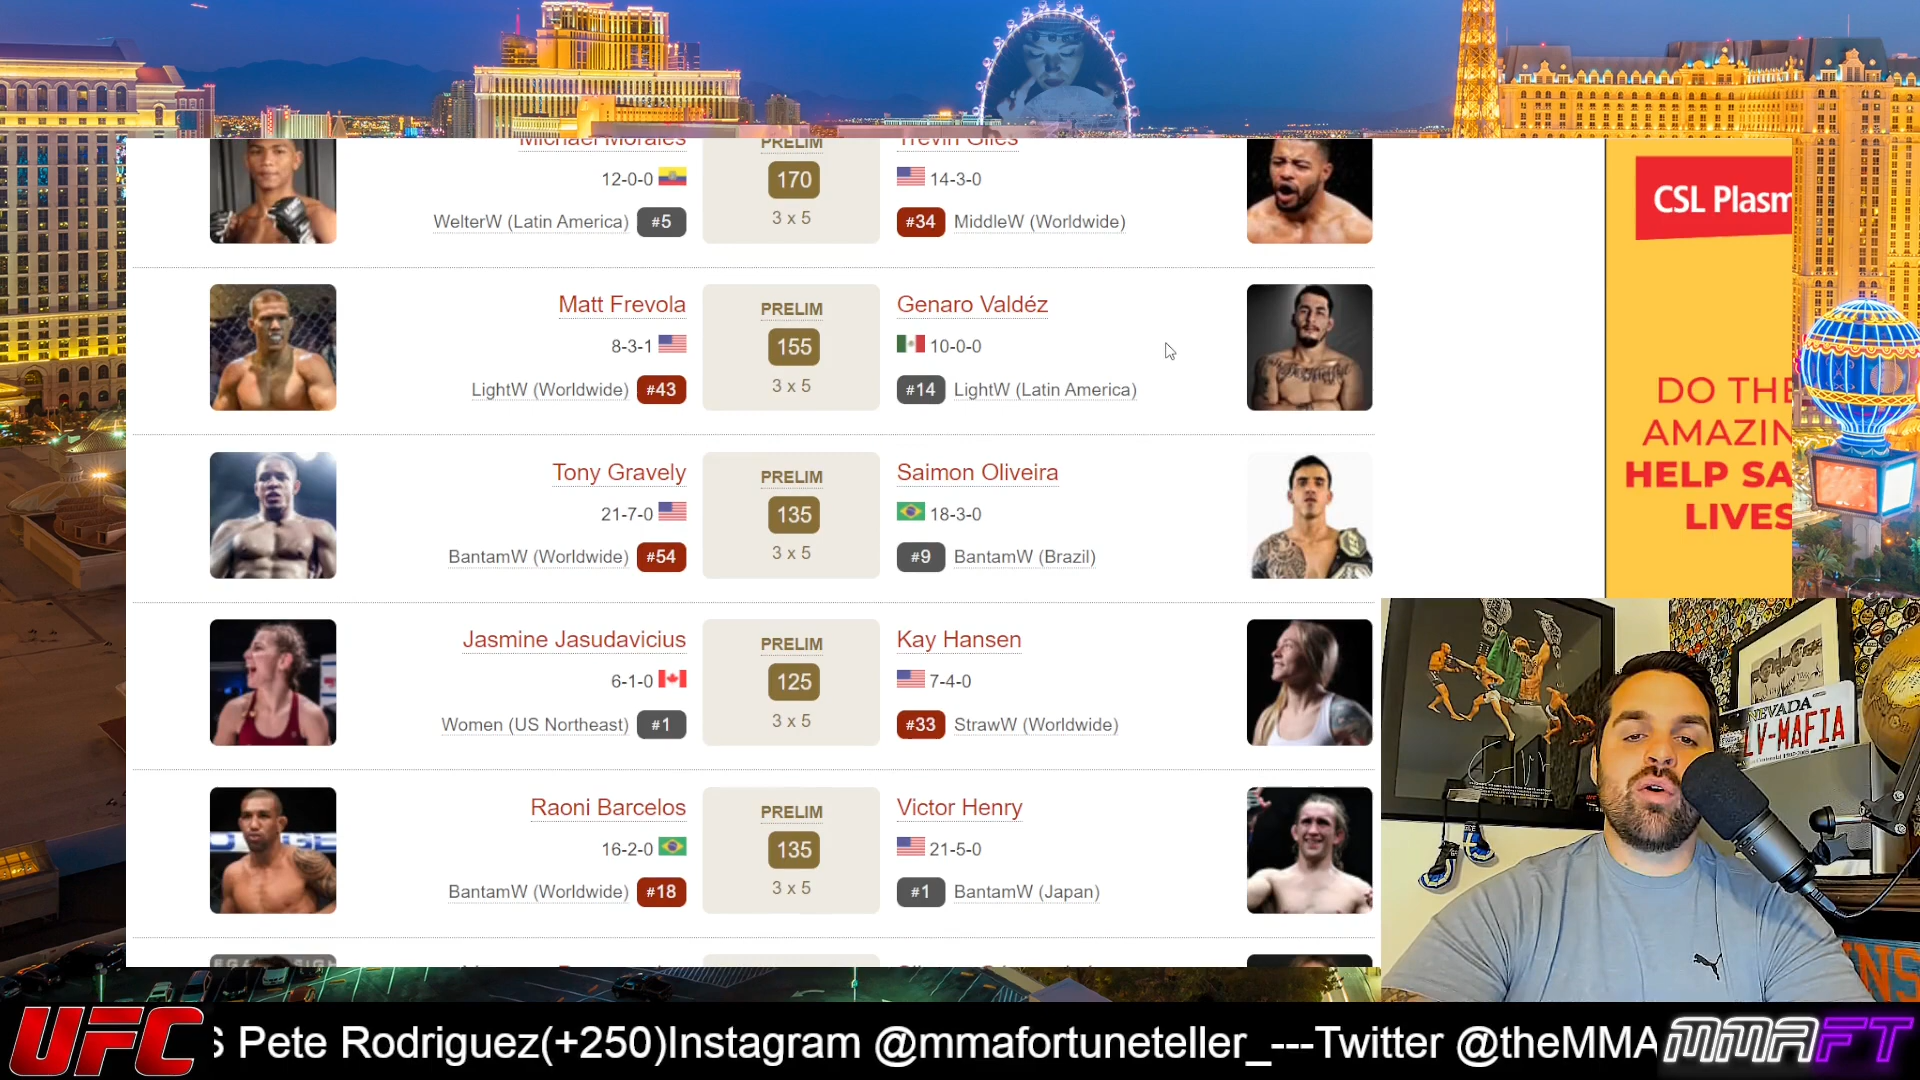 Michael Morales
PRELIM
Trevin Giles
12-0-0
170
14-3-0
3 x 5
WelterW (Latin America) #5
#34 MiddleW (Worldwide)
Matt Frevola
PRELIM
Genaro Valdéz
8-3-1
155
10-0-0
3 x 5
LightW (Worldwide) #43
#14 LightW (Latin America)
Tony Gravely
PRELIM
Saimon Oliveira
21-7-0
135
18-3-0
3 x 5
BantamW (Worldwide) #54
#9 BantamW (Brazil)
Jasmine Jasudavicius
PRELIM
Kay Hansen
6-1-0
125
7-4-0
3 x 5
Women (US Northeast) #1
#33 StrawW (Worldwide)
Raoni Barcelos
PRELIM
Victor Henry
16-2-0
135
21-5-0
3 x 5
BantamW (Worldwide) #18
#1 BantamW (Japan)
CSL Plasm
DO THE
AMAZIN
HELP SA
LIVES
NEVADA
LV-MAFIA
UFC
S Pete Rodriguez(+250)Instagram @mmafortuneteller_---Twitter @theMMA
MMAFT